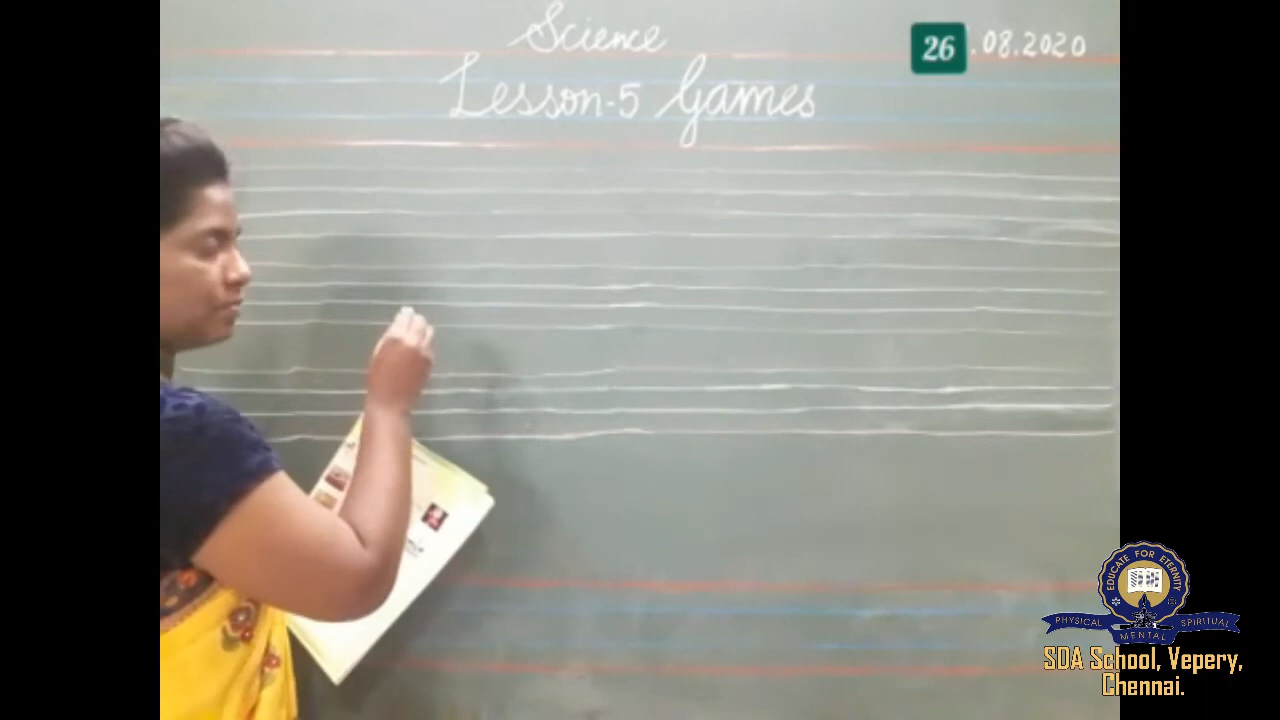 Science
26.08.2020
Lesson-5 Games
EDUCATE FOR ETERNITY
PHYSICAL MENTAL SPIRITUAL
SDA School, Vepery,
Chennai.